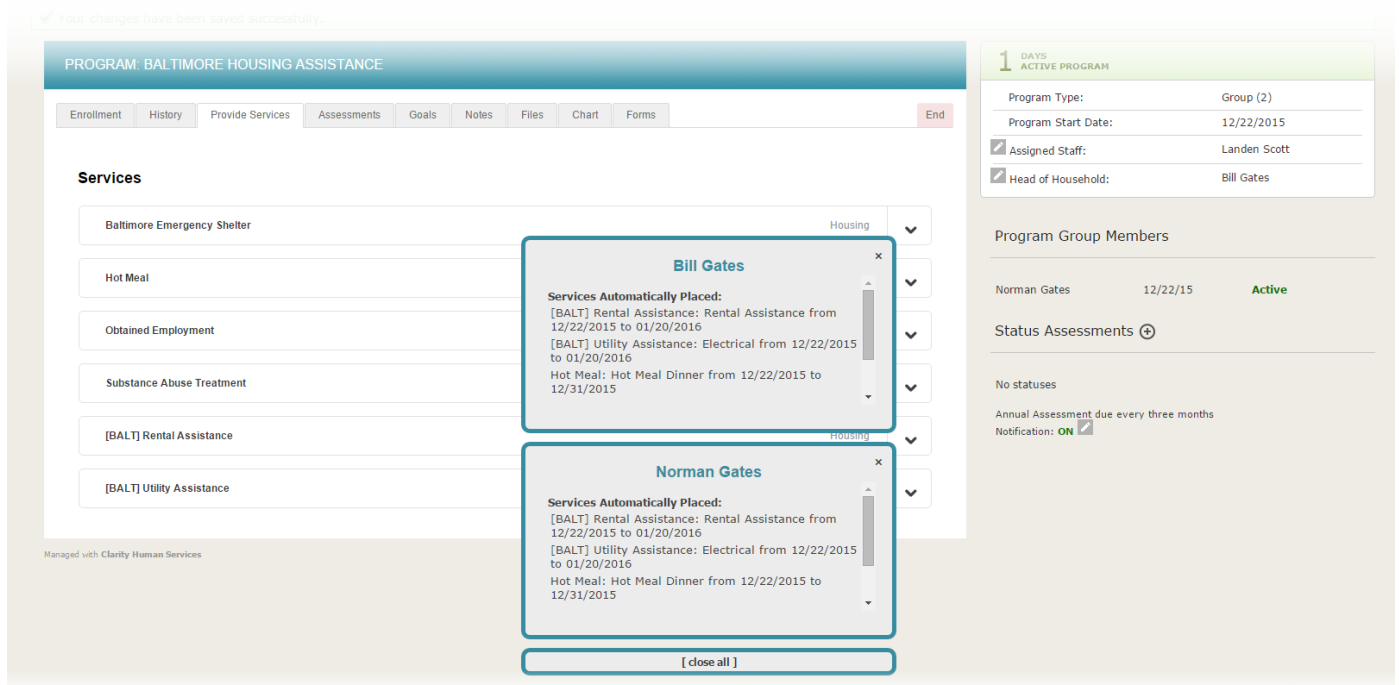 Your changes have been saved successfully.
PROGRAM: BALTIMORE HOUSING ASSISTANCE
Enrollment History Provide Services Assessments Goals Notes Files Chart Forms End
Services
Baltimore Emergency Shelter Housing
Hot Meal
Obtained Employment
Substance Abuse Treatment
[BALT] Rental Assistance Housing
[BALT] Utility Assistance
Managed with Clarity Human Services
Bill Gates
×
Services Automatically Placed:
[BALT] Rental Assistance: Rental Assistance from
12/22/2015 to 01/20/2016
[BALT] Utility Assistance: Electrical from 12/22/2015
to 01/20/2016
Hot Meal: Hot Meal Dinner from 12/22/2015 to
12/31/2015
Norman Gates
×
Services Automatically Placed:
[BALT] Rental Assistance: Rental Assistance from
12/22/2015 to 01/20/2016
[BALT] Utility Assistance: Electrical from 12/22/2015
to 01/20/2016
Hot Meal: Hot Meal Dinner from 12/22/2015 to
12/31/2015
[ close all ]
1 DAYS
ACTIVE PROGRAM
Program Type: Group (2)
Program Start Date: 12/22/2015
Assigned Staff: Landen Scott
Head of Household: Bill Gates
Program Group Members
Norman Gates 12/22/15 Active
Status Assessments
No statuses
Annual Assessment due every three months
Notification: ON